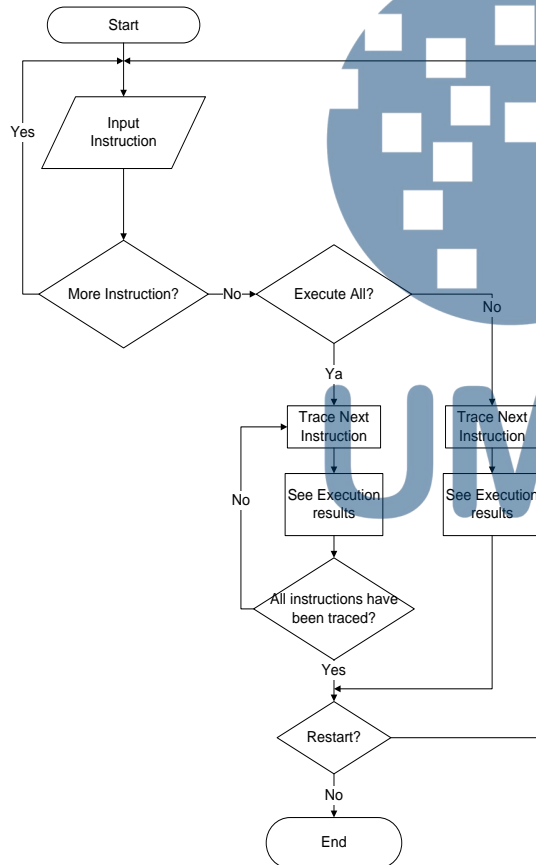 Start
Yes
Input
Instruction
More Instruction?
No
Execute All?
No
Ya
Trace Next
Instruction
Trace Next
Instruction
No
See Execution
results
See Execution
results
All instructions have
been traced?
Yes
Restart?
No
End
UM